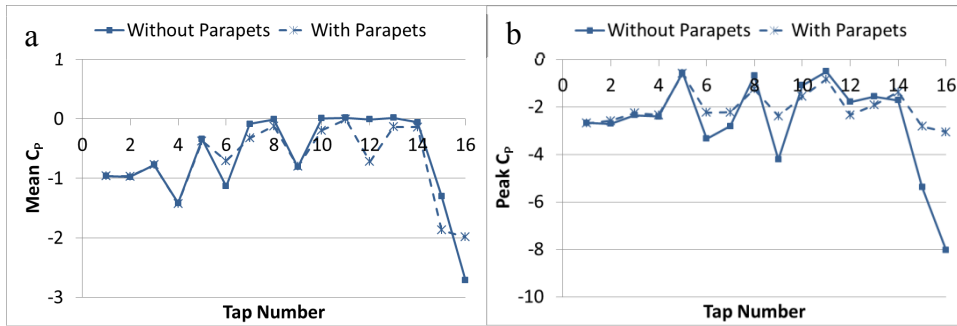 a
Without Parapets
With Parapets
1
0
-1
-2
-3
0 2 4 6 8 10 12 14 16
Mean CP
Tap Number
b
Without Parapets
With Parapets
-0
-2
-4
-6
-8
-10
0 2 4 6 8 10 12 14 16
Peak CP
Tap Number